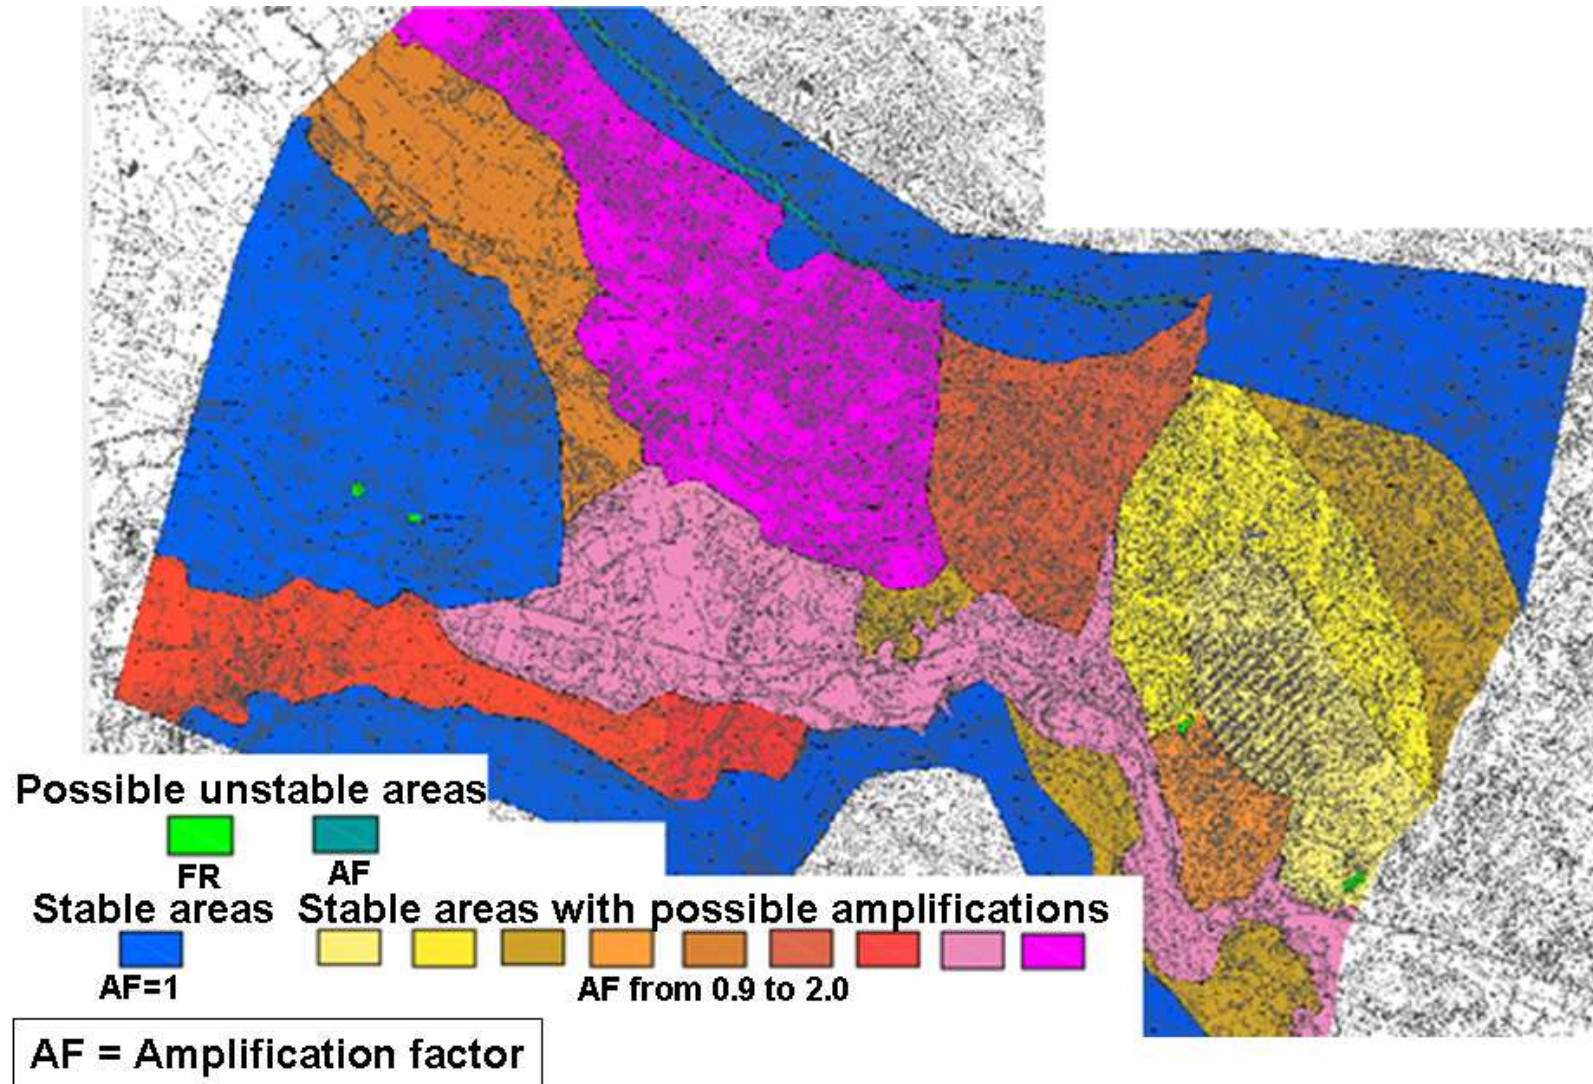 Possible unstable areas
FR AF
Stable areas Stable areas with possible amplifications
AF=1 AF from 0.9 to 2.0
AF = Amplification factor